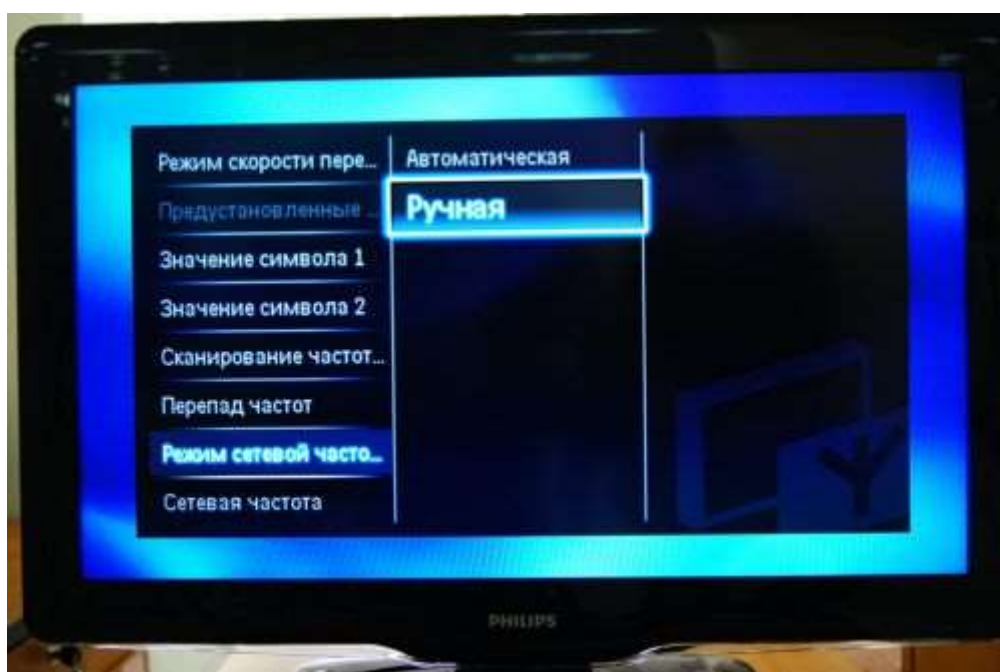 Режим скорости пере...
Автоматическая
Предустановленные ...
Ручная
Значение символа 1
Значение символа 2
Сканирование частот...
Перепад частот
Режим сетевой часто...
Сетевая частота
PHILIPS